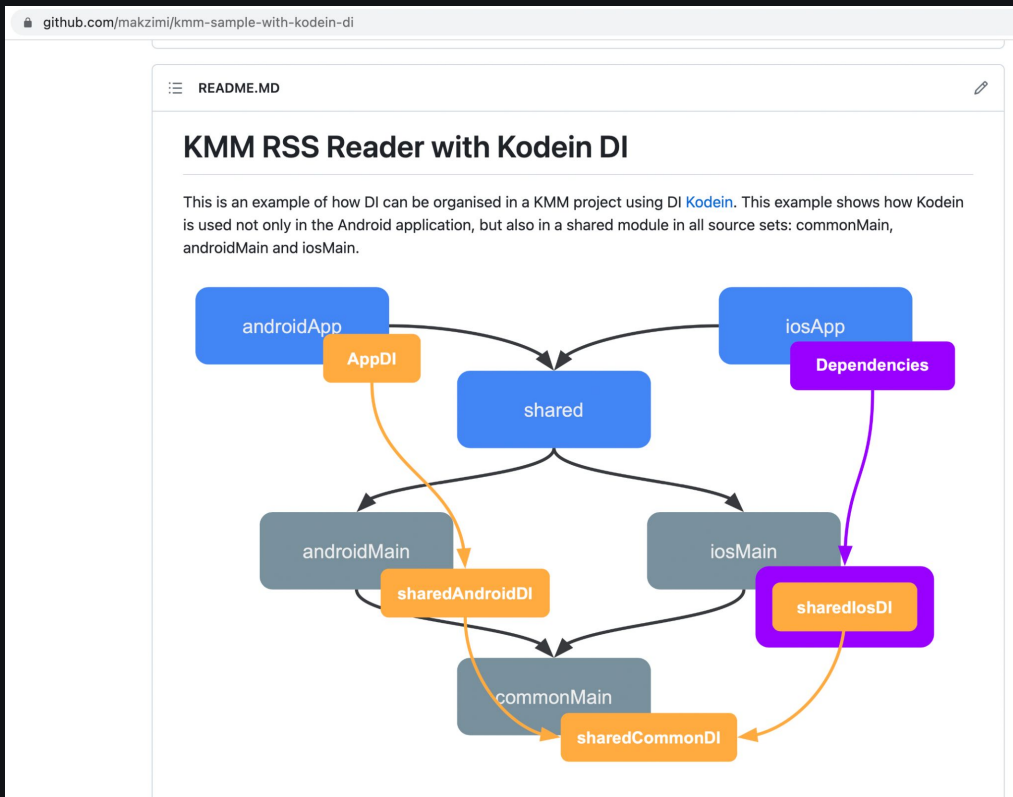 github.com/makzimi/kmm-sample-with-kodein-di
README.MD
KMM RSS Reader with Kodein DI
This is an example of how DI can be organised in a KMM project using DI Kodein. This example shows how Kodein
is used not only in the Android application, but also in a shared module in all source sets: commonMain,
androidMain and iosMain.
androidApp
iosApp
AppDI
Dependencies
shared
androidMain
iosMain
sharedAndroidDI
sharedIosDI
commonMain
sharedCommonDI